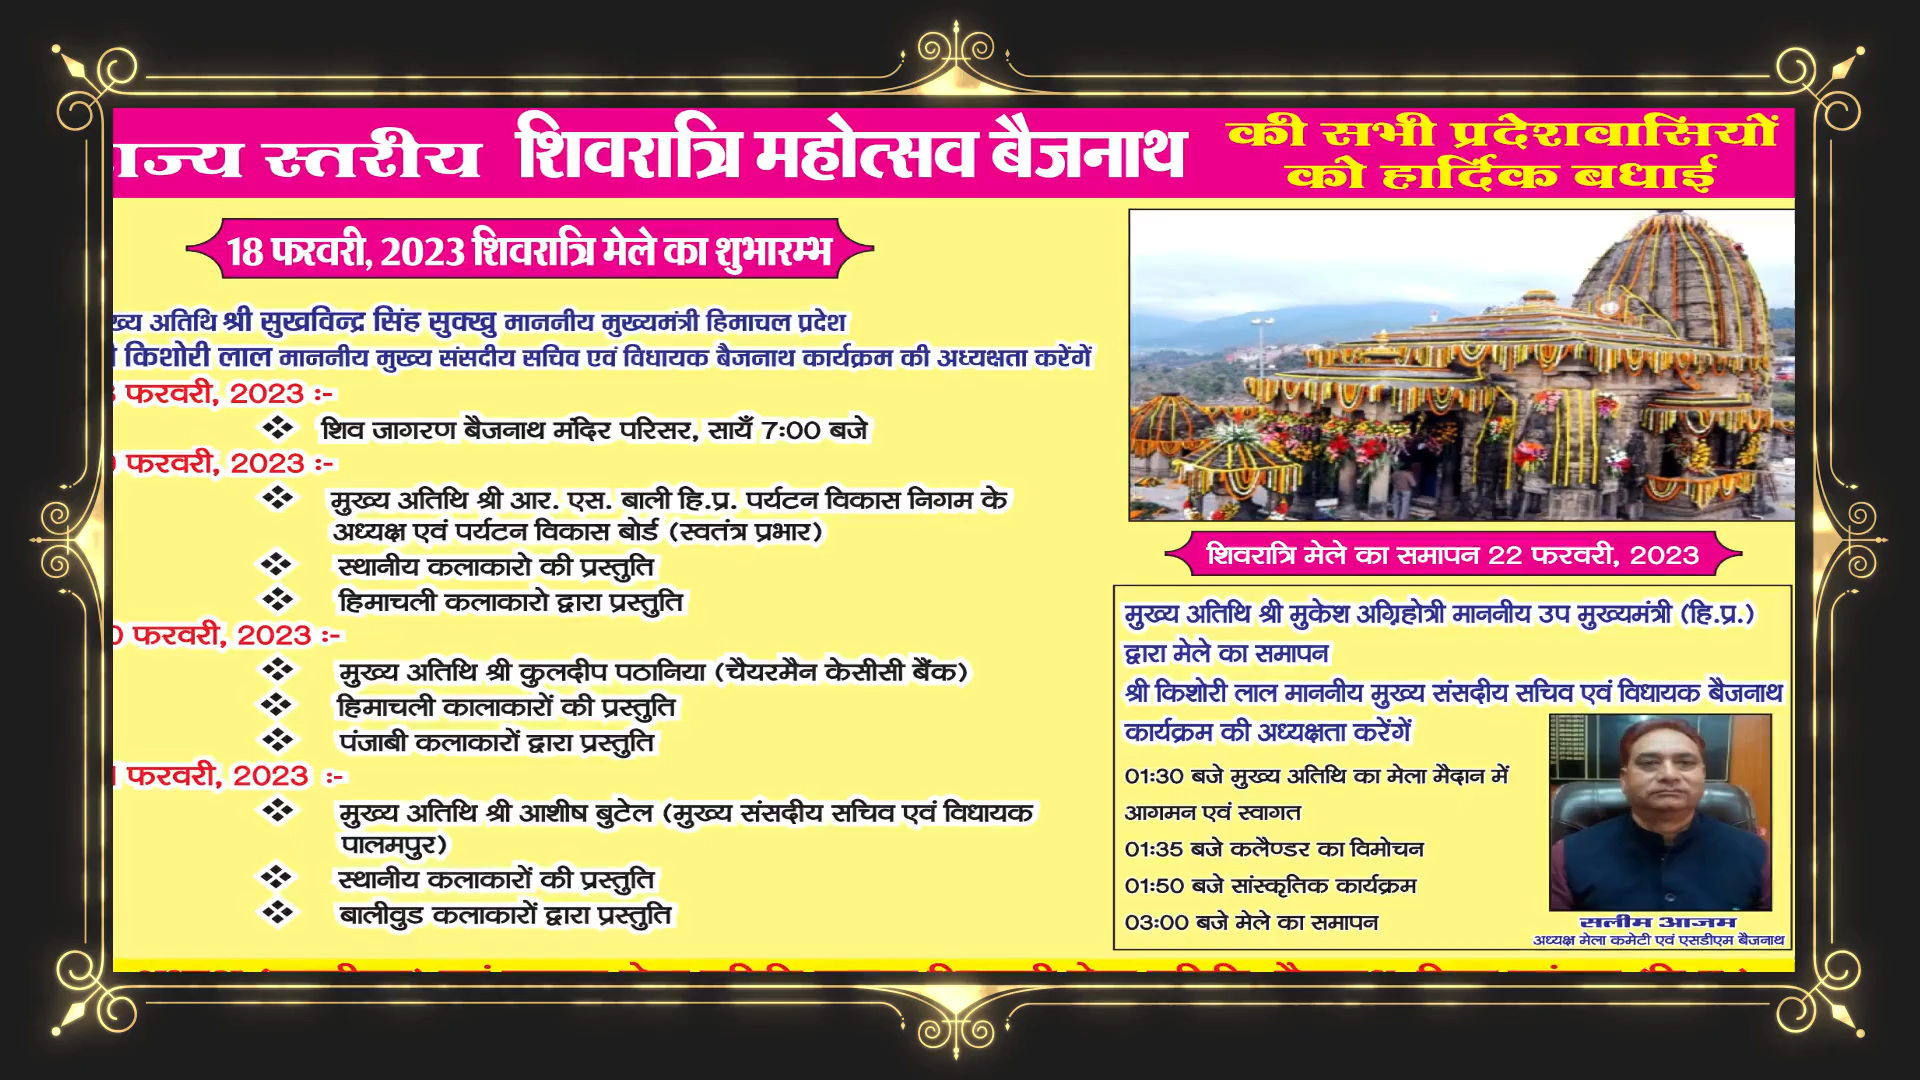 राज्य स्तरीय शिवरात्रि महोत्सव बैजनाथ
की सभी प्रदेशवासियों
को हार्दिक बधाई
18 फरवरी, 2023 शिवरात्रि मेले का शुभारम्भ
अतिथि श्री सुखविन्द्र सिंह सुक्खु माननीय मुख्यमंत्री हिमाचल प्रदेश
किशोरी लाल माननीय मुख्य संसदीय सचिव एवं विधायक बैजनाथ कार्यक्रम की अध्यक्षता करेंगें
फरवरी, 2023 :-
❖ शिव जागरण बैजनाथ मंदिर परिसर, सायँ 7:00 बजे
फरवरी, 2023 :-
❖ मुख्य अतिथि श्री आर. एस. बाली हि.प्र. पर्यटन विकास निगम के
अध्यक्ष एवं पर्यटन विकास बोर्ड (स्वतंत्र प्रभार)
❖ स्थानीय कलाकारो की प्रस्तुति
❖ हिमाचली कलाकारो द्वारा प्रस्तुति
फरवरी, 2023 :-
❖ मुख्य अतिथि श्री कुलदीप पठानिया (चैयरमैन केसीसी बैंक)
❖ हिमाचली कालाकारों की प्रस्तुति
❖ पंजाबी कलाकारों द्वारा प्रस्तुति
फरवरी, 2023 :-
❖ मुख्य अतिथि श्री आशीष बुटेल (मुख्य संसदीय सचिव एवं विधायक
पालमपुर)
❖ स्थानीय कलाकारों की प्रस्तुति
❖ बालीवुड कलाकारों द्वारा प्रस्तुति
शिवरात्रि मेले का समापन 22 फरवरी, 2023
मुख्य अतिथि श्री मुकेश अग्निहोत्री माननीय उप मुख्यमंत्री (हि.प्र.)
द्वारा मेले का समापन
श्री किशोरी लाल माननीय मुख्य संसदीय सचिव एवं विधायक बैजनाथ
कार्यक्रम की अध्यक्षता करेंगें
01:30 बजे मुख्य अतिथि का मेला मैदान में
आगमन एवं स्वागत
01:35 बजे कलैण्डर का विमोचन
01:50 बजे सांस्कृतिक कार्यक्रम
03:00 बजे मेले का समापन
सलीम आजम
अध्यक्ष मेला कमेटी एवं एसडीएम बैजनाथ